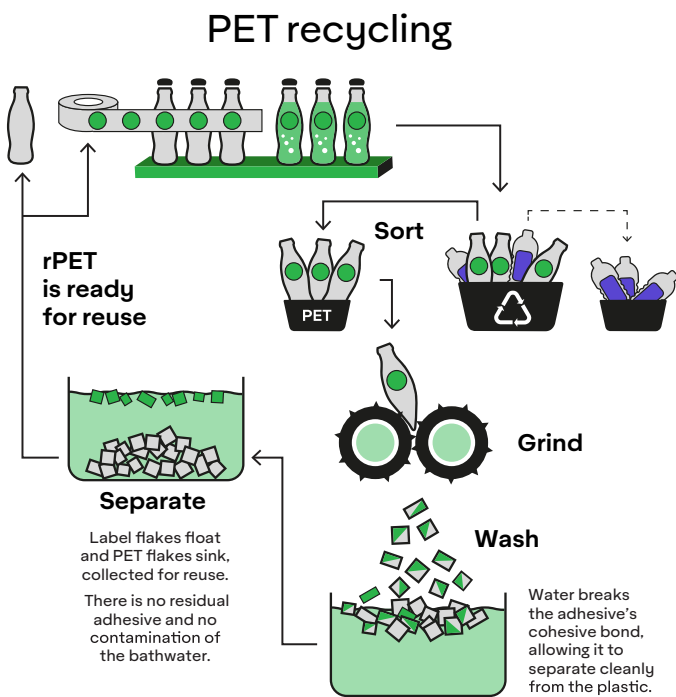 PET recycling
Sort
PET
rPET
is ready
for reuse
Grind
Separate
Label flakes float
and PET flakes sink,
collected for reuse.
There is no residual
adhesive and no
contamination of
the bathwater.
Wash
Water breaks
the adhesive’s
cohesive bond,
allowing it to
separate cleanly
from the plastic.